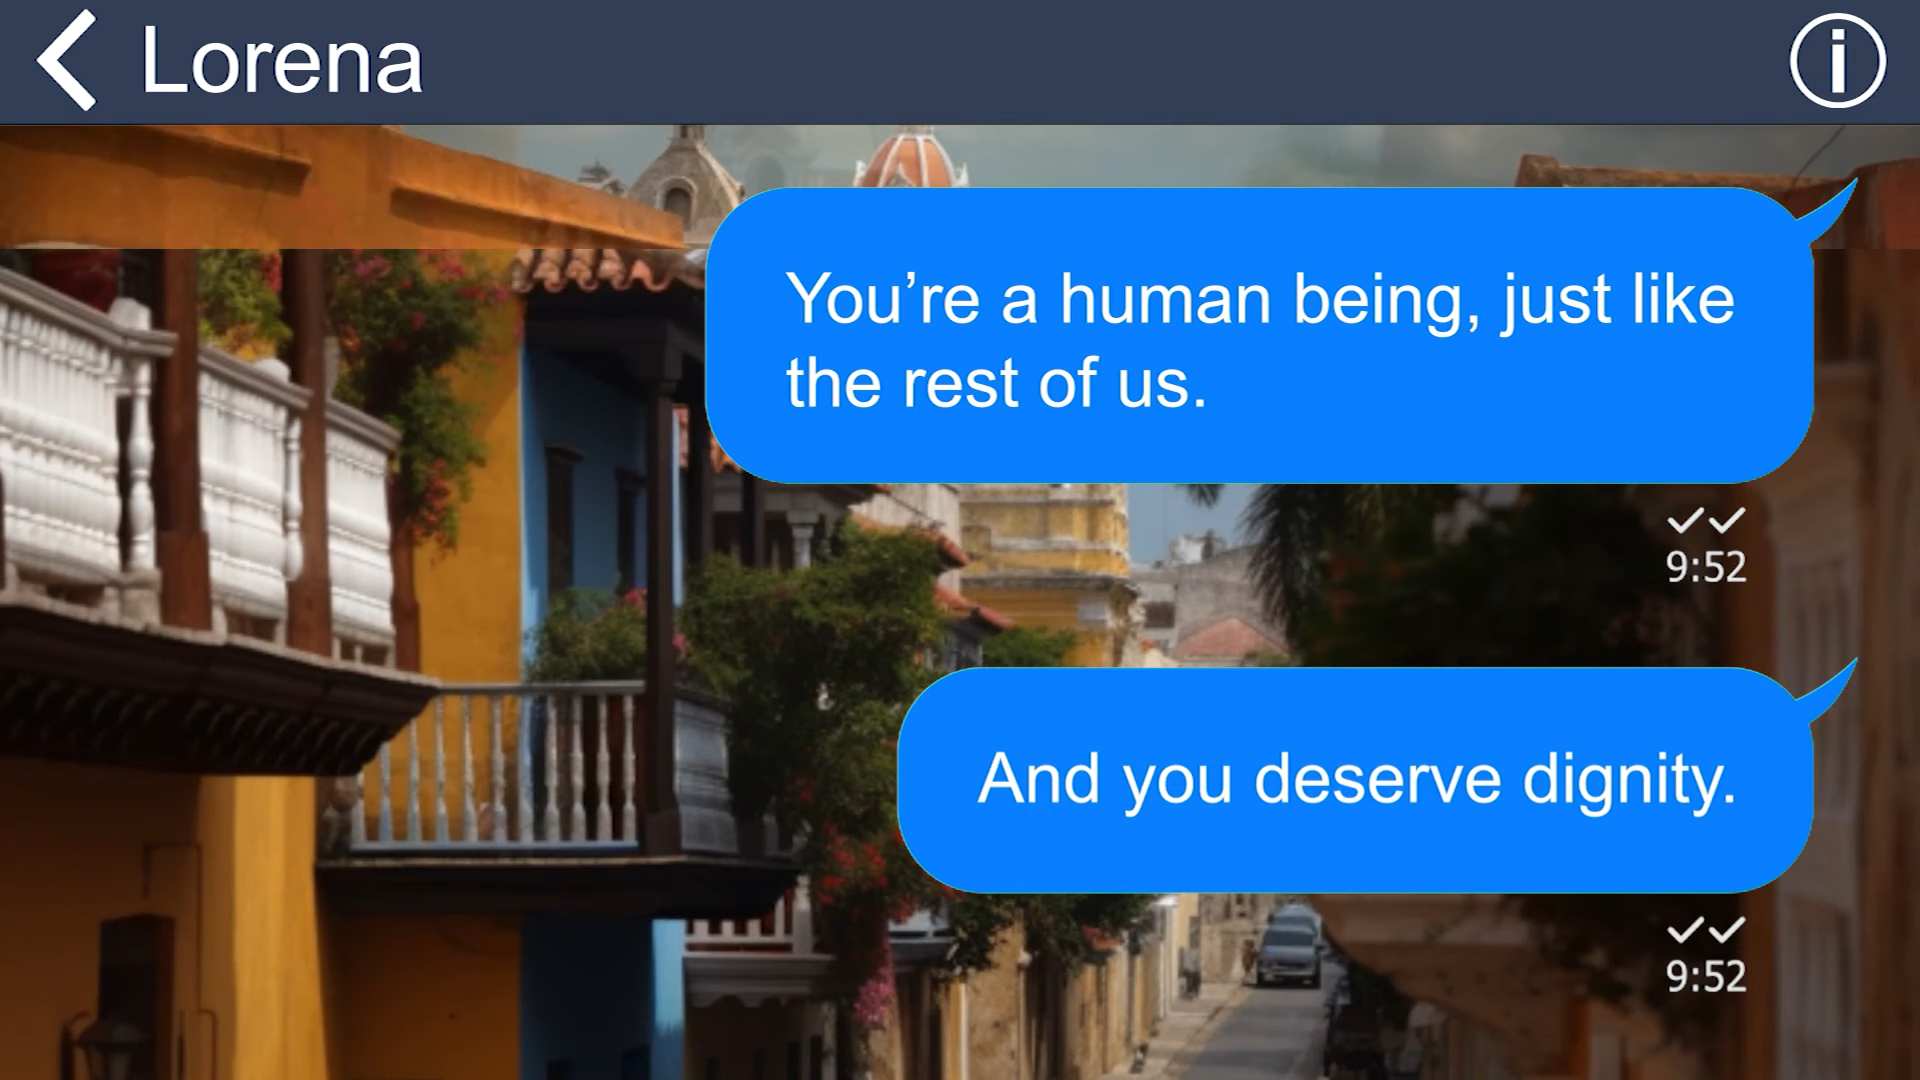 Lorena
You’re a human being, just like
the rest of us.
9:52
And you deserve dignity.
9:52